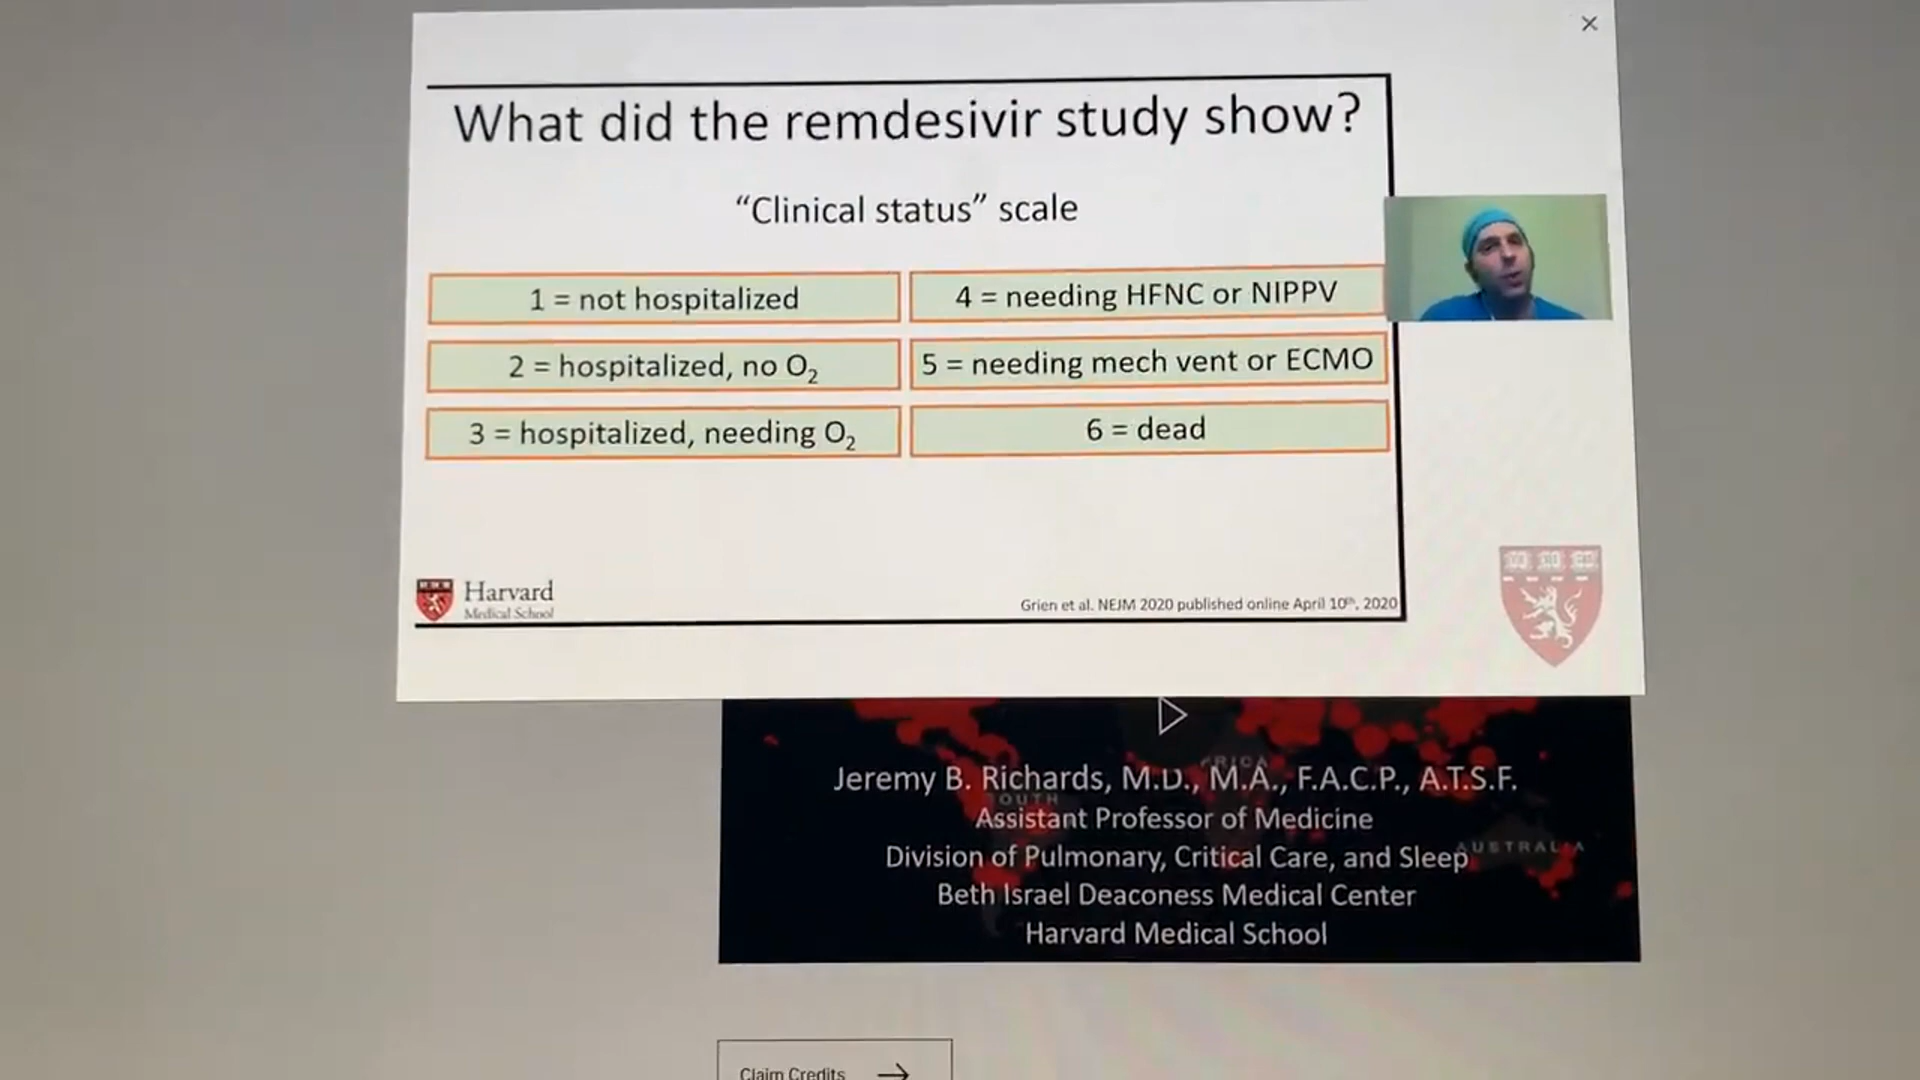 What did the remdesivir study show?
“Clinical status” scale
1 = not hospitalized
4 = needing HFNC or NIPPV
2 = hospitalized, no O₂
5 = needing mech vent or ECMO
3 = hospitalized, needing O₂
6 = dead
Harvard
Medical School
Grien et al. NEJM 2020 published online April 10th, 2020
RICA
Jeremy B. Richards, M.D., M.A., F.A.C.P., A.T.S.F.
OUTH
Assistant Professor of Medicine
AUSTRALIA
Division of Pulmonary, Critical Care, and Sleep
Beth Israel Deaconess Medical Center
Harvard Medical School
Claim Credits